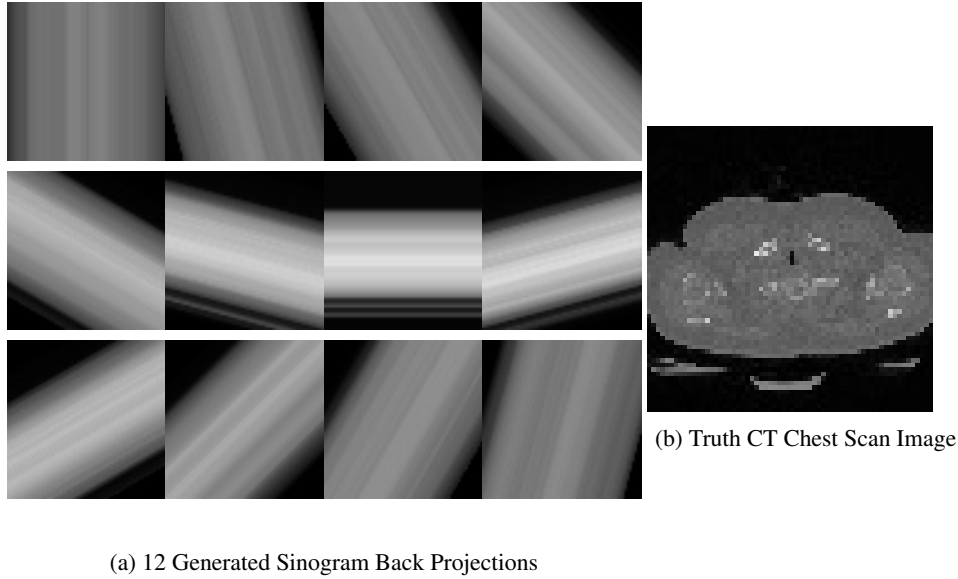 (b) Truth CT Chest Scan Image
(a) 12 Generated Sinogram Back Projections